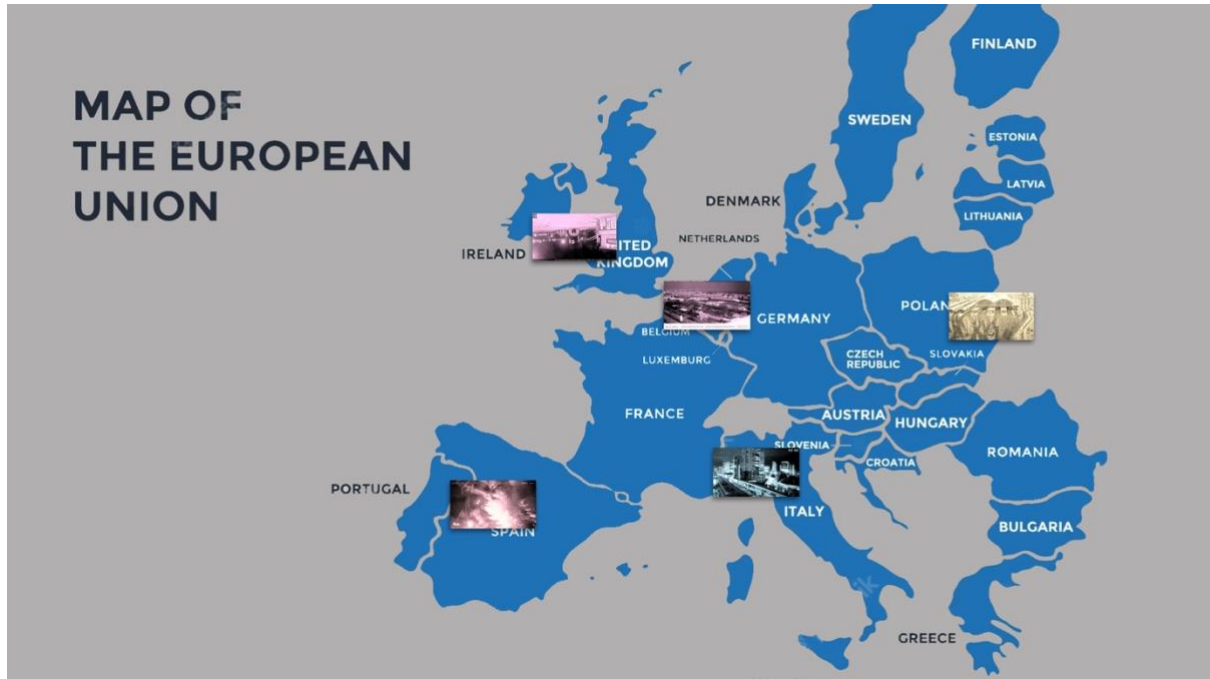 MAP OF
THE EUROPEAN
UNION
FINLAND
SWEDEN
ESTONIA
LATVIA
LITHUANIA
DENMARK
NETHERLANDS
IRELAND
KINGDOM
GERMANY
BELGIUM
LUXEMBURG
CZECH
REPUBLIC
SLOVAKIA
FRANCE
AUSTRIA
HUNGARY
SLOVENIA
CROATIA
ROMANIA
PORTUGAL
SPAIN
ITALY
BULGARIA
GREECE